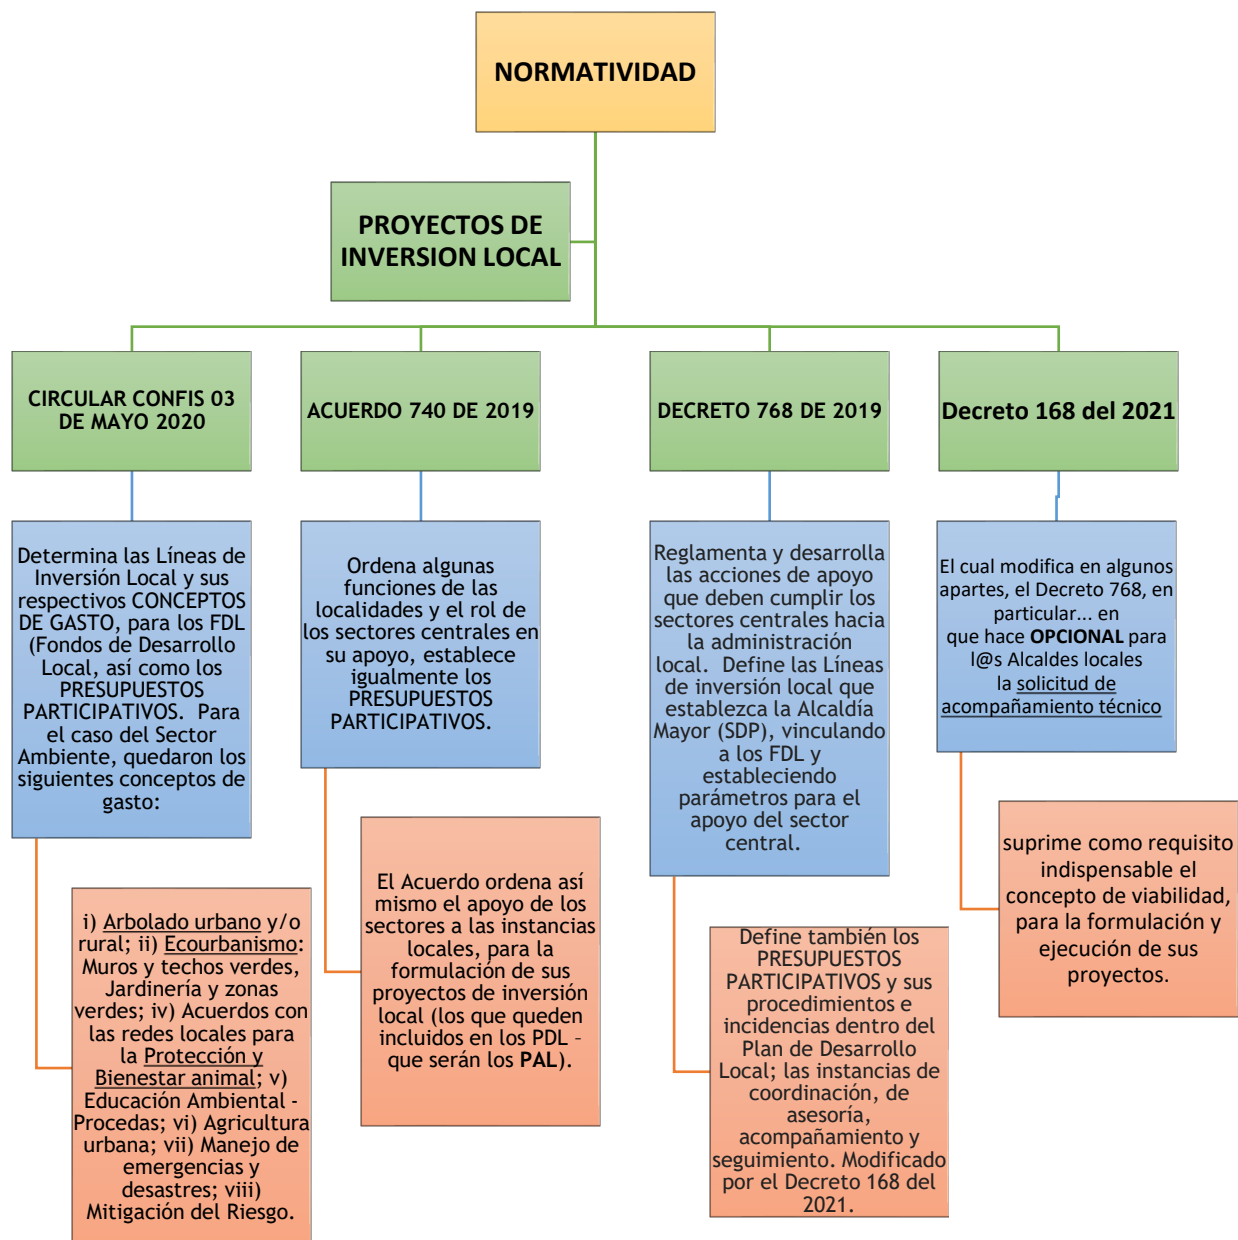 NORMATIVIDAD
PROYECTOS DE
INVERSION LOCAL
CIRCULAR CONFIS 03
DE MAYO 2020
Determina las Líneas de
Inversión Local y sus
respectivos CONCEPTOS
DE GASTO, para los FDL
(Fondos de Desarrollo
Local, así como los
PRESUPUESTOS
PARTICIPATIVOS. Para
el caso del Sector
Ambiente, quedaron los
siguientes conceptos de
gasto:
i) Arbolado urbano y/o
rural; ii) Ecourbanismo:
Muros y techos verdes,
Jardinería y zonas
verdes; iv) Acuerdos con
las redes locales para
la Protección y
Bienestar animal; v)
Educación Ambiental -
Procedas; vi) Agricultura
urbana; vii) Manejo de
emergencias y
desastres; viii)
Mitigación del Riesgo.
ACUERDO 740 DE 2019
Ordena algunas
funciones de las
localidades y el rol de
los sectores centrales en
su apoyo, establece
igualmente los
PRESUPUESTOS
PARTICIPATIVOS.
El Acuerdo ordena así
mismo el apoyo de los
sectores a las instancias
locales, para la
formulación de sus
proyectos de inversión
local (los que queden
incluidos en los PDL –
que serán los PAL).
DECRETO 768 DE 2019
Reglamenta y desarrolla
las acciones de apoyo
que deben cumplir los
sectores centrales hacia
la administración
local. Define las Líneas
de inversión local que
establezca la Alcaldía
Mayor (SDP), vinculando
a los FDL y
estableciendo
parámetros para el
apoyo del sector
central.
Define también los
PRESUPUESTOS
PARTICIPATIVOS y sus
procedimientos e
incidencias dentro del
Plan de Desarrollo
Local; las instancias de
coordinación, de
asesoría,
acompañamiento y
seguimiento. Modificado
por el Decreto 168 del
2021.
Decreto 168 del 2021
El cual modifica en algunos
apartes, el Decreto 768, en
particular... en
que hace OPCIONAL para
l@s Alcaldes locales
la solicitud de
acompañamiento técnico
suprime como requisito
indispensable el
concepto de viabilidad,
para la formulación y
ejecución de sus
proyectos.